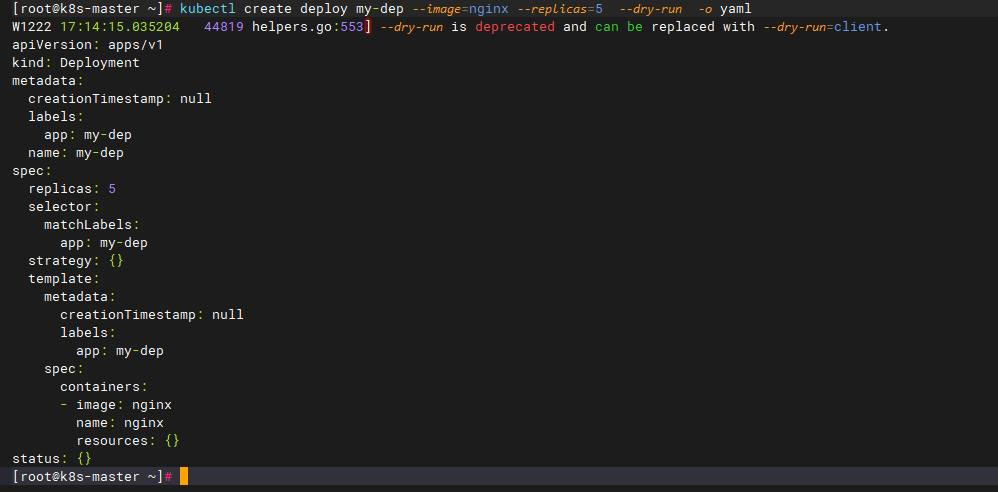 [root@k8s-master ~]# kubectl create deploy my-dep --image=nginx --replicas=5  --dry-run  -o yaml
W1222 17:14:15.035204   44819 helpers.go:553] --dry-run is deprecated and can be replaced with --dry-run=client.
apiVersion: apps/v1
kind: Deployment
metadata:
  creationTimestamp: null
  labels:
    app: my-dep
  name: my-dep
spec:
  replicas: 5
  selector:
    matchLabels:
      app: my-dep
  strategy: {}
  template:
    metadata:
      creationTimestamp: null
      labels:
        app: my-dep
    spec:
      containers:
      - image: nginx
        name: nginx
        resources: {}
status: {}
[root@k8s-master ~]#